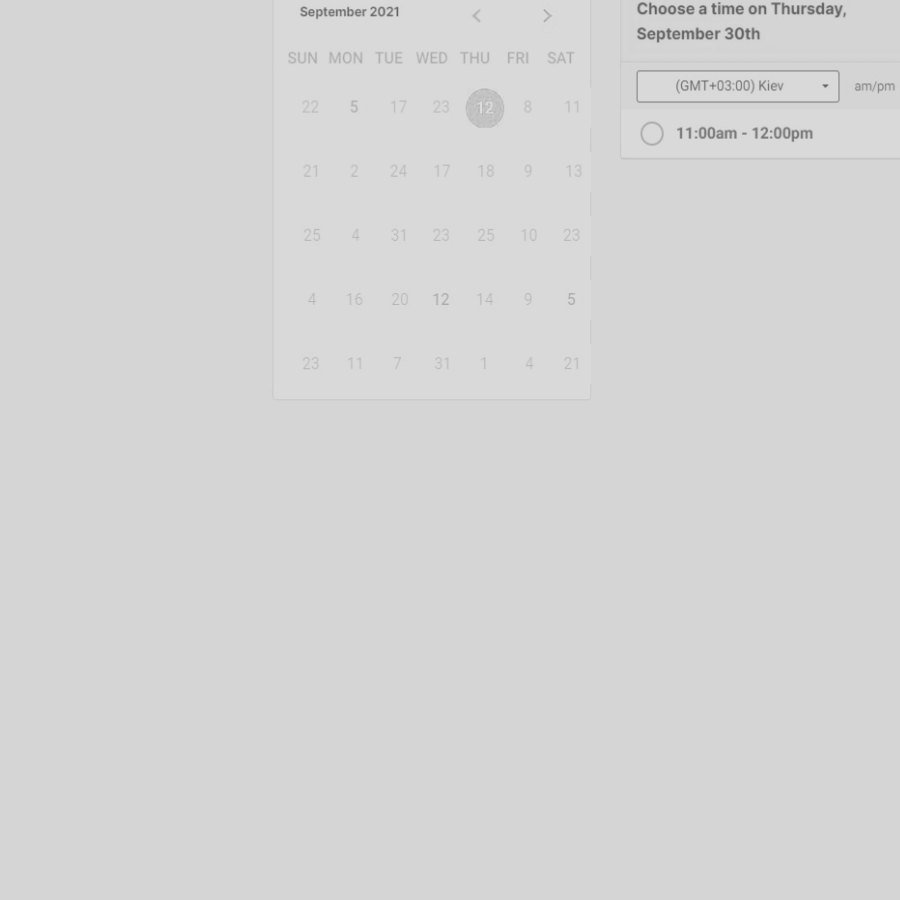 September 2021
SUN MON TUE WED THU FRI SAT
22 5 17 23 12 8 11
21 2 24 17 18 9 13
25 4 31 23 25 10 23
4 16 20 12 14 9 5
23 11 7 31 1 4 21
Choose a time on Thursday,
September 30th
(GMT+03:00) Kiev am/pm
11:00am - 12:00pm